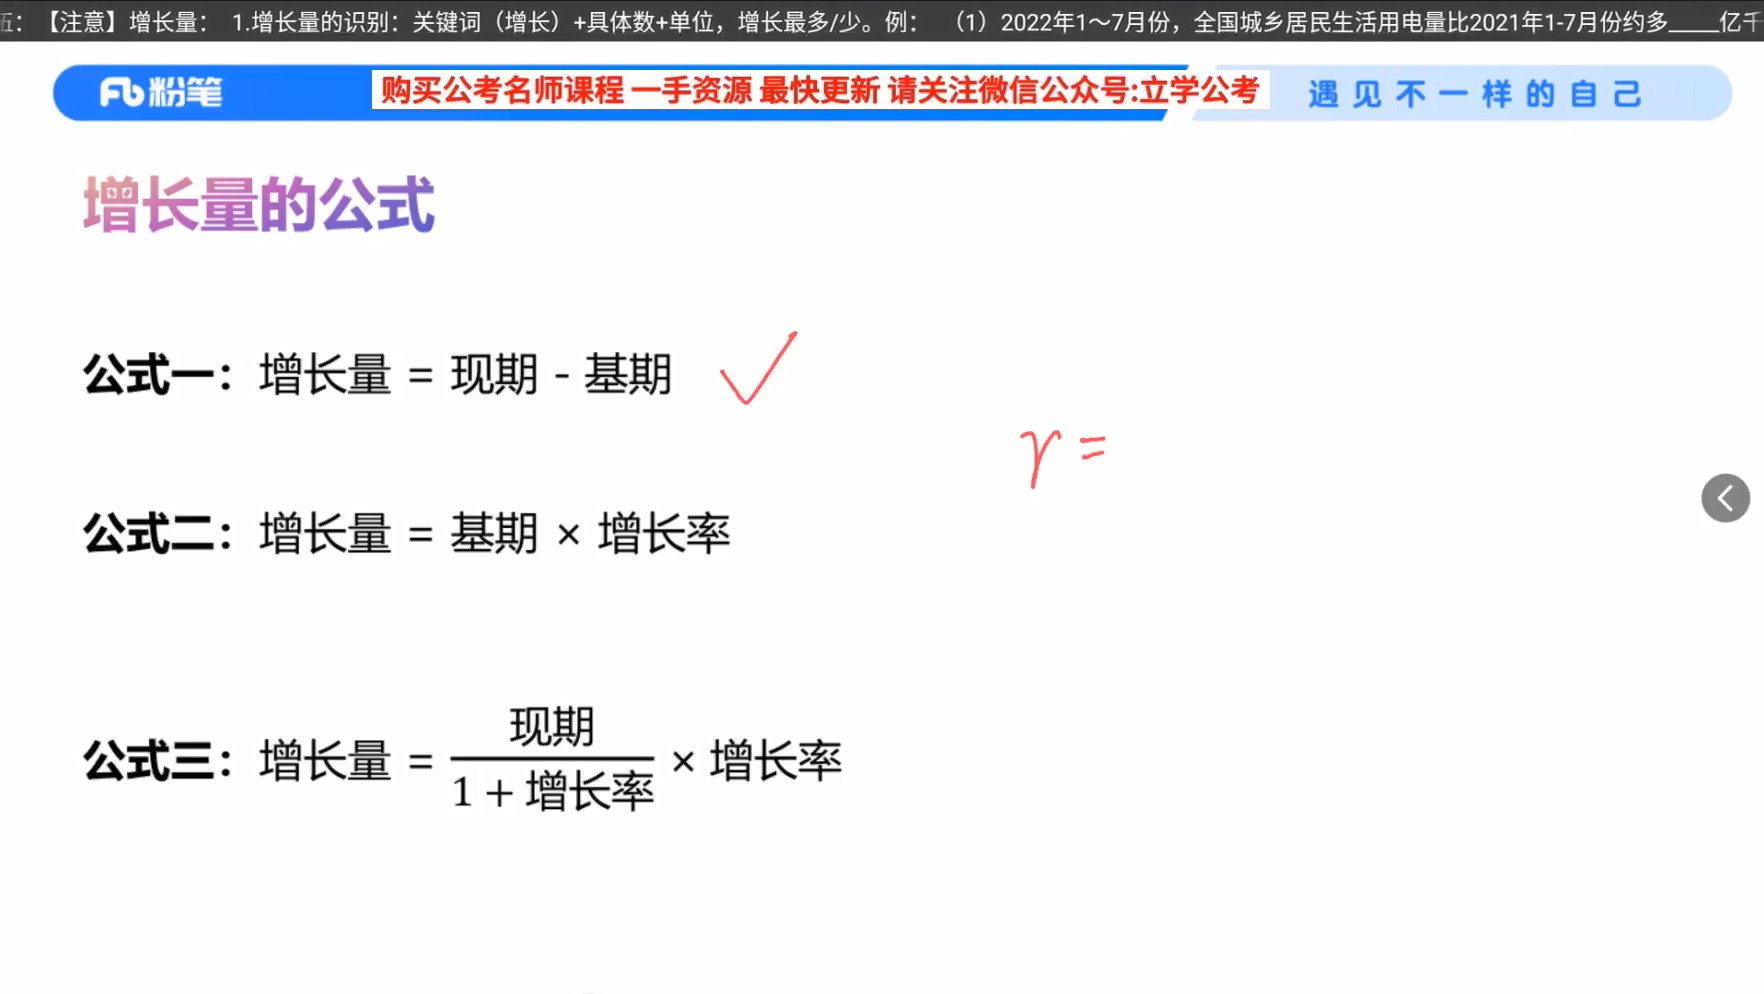 五：【注意】增长量： 1.增长量的识别：关键词（增长）+具体数+单位，增长最多/少。例： （1）2022年1～7月份，全国城乡居民生活用电量比2021年1-7月份约多____亿千
粉笔 购买公考名师课程 一手资源 最快更新 请关注微信公众号:立学公考 遇见不一样的自己
增长量的公式
公式一：增长量 = 现期 - 基期
r =
公式二：增长量 = 基期 × 增长率
公式三：增长量 = 现期 / 1 + 增长率 × 增长率